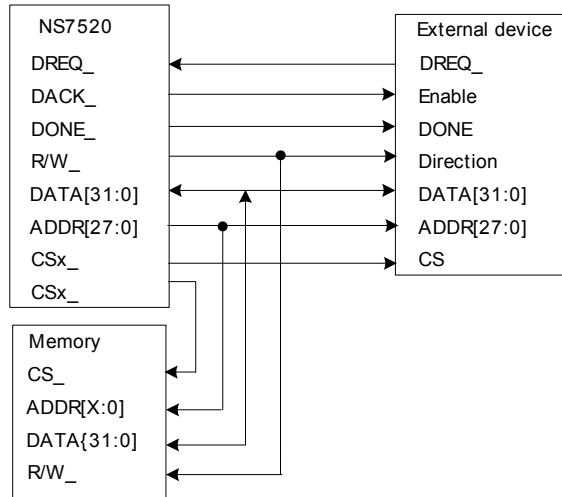 NS7520
DREQ_
DACK_
DONE_
R/W_
DATA[31:0]
ADDR[27:0]
CSx_
CSx_
External device
DREQ_
Enable
DONE
Direction
DATA[31:0]
ADDR[27:0]
CS
Memory
CS_
ADDR[X:0]
DATA{31:0]
R/W_